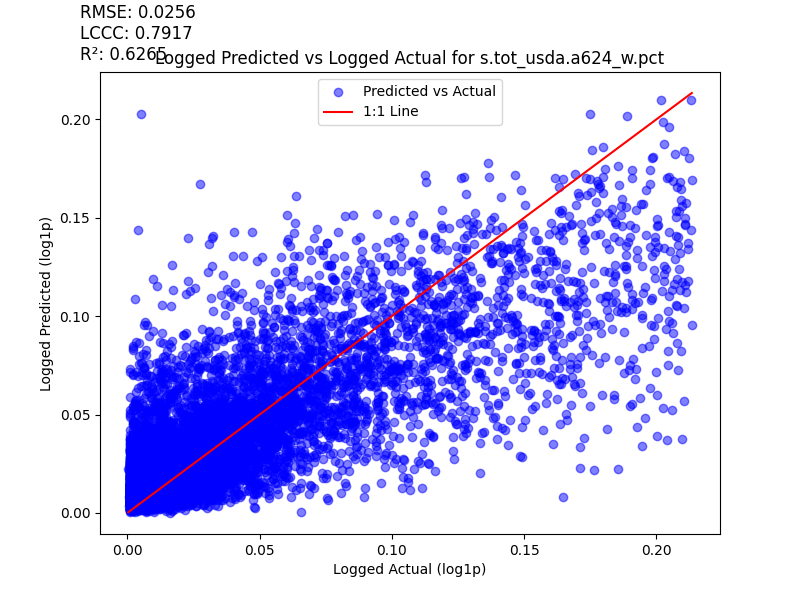 RMSE: 0.0256
LCCC: 0.7917
R²: 0.6265
Logged Predicted vs Logged Actual for s.tot_usda.a624_w.pct
Predicted vs Actual
1:1 Line
0.20
0.15
0.10
0.05
0.00
Logged Predicted (log1p)
0.00 0.05 0.10 0.15 0.20
Logged Actual (log1p)